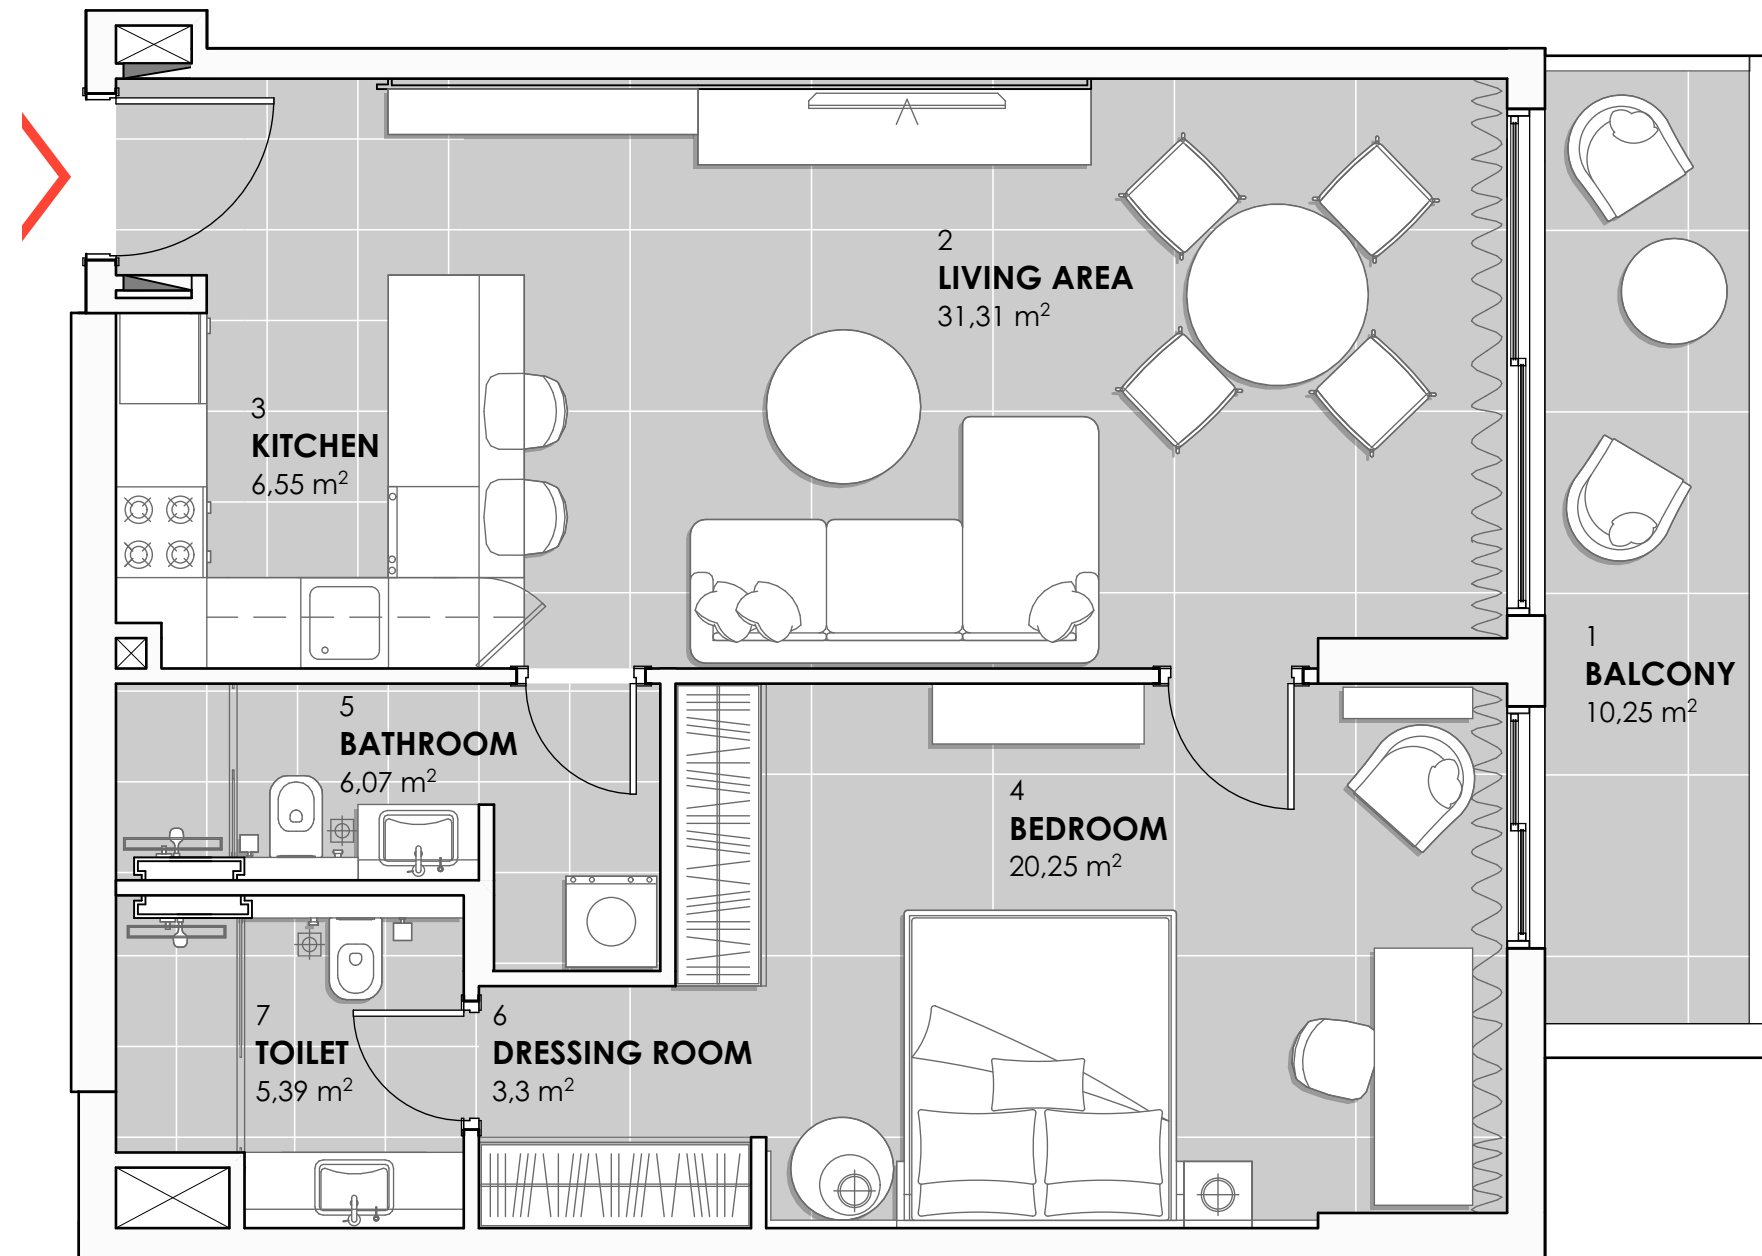 2
LIVING AREA
31,31 m²
3
KITCHEN
6,55 m²
1
BALCONY
10,25 m²
5
BATHROOM
6,07 m²
4
BEDROOM
20,25 m²
7
TOILET
5,39 m²
6
DRESSING ROOM
3,3 m²